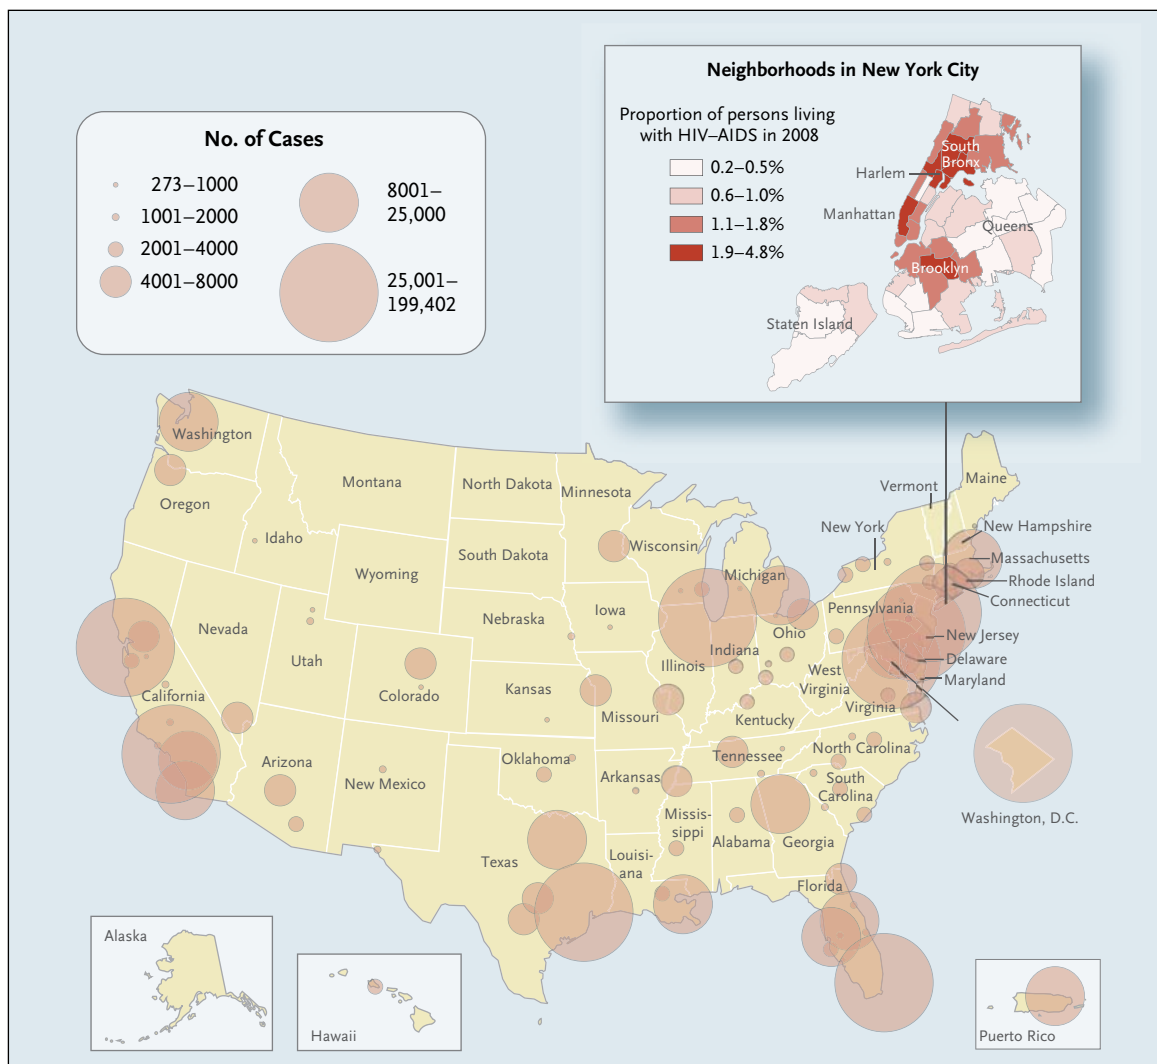 Neighborhoods in New York City
Proportion of persons living
with HIV–AIDS in 2008
0.2–0.5%
0.6–1.0%
1.1–1.8%
1.9–4.8%
South
Bronx
Harlem
Manhattan
Queens
Brooklyn
Staten Island
No. of Cases
273–1000
1001–2000
2001–4000
4001–8000
8001–
25,000
25,001–
199,402
Washington
Oregon
Idaho
Montana
North Dakota
Minnesota
South Dakota
Wisconsin
Michigan
Wyoming
Nebraska
Iowa
Nevada
Utah
Colorado
Kansas
Missouri
Illinois
Indiana
Ohio
Kentucky
West
Virginia
Virginia
Pennsylvania
New York
Vermont
Maine
New Hampshire
Massachusetts
Rhode Island
Connecticut
New Jersey
Delaware
Maryland
Washington, D.C.
California
Arizona
New Mexico
Oklahoma
Arkansas
Tennessee
North Carolina
South
Carolina
Missis-
sippi
Alabama
Georgia
Texas
Louisi-
ana
Florida
Alaska
Hawaii
Puerto Rico